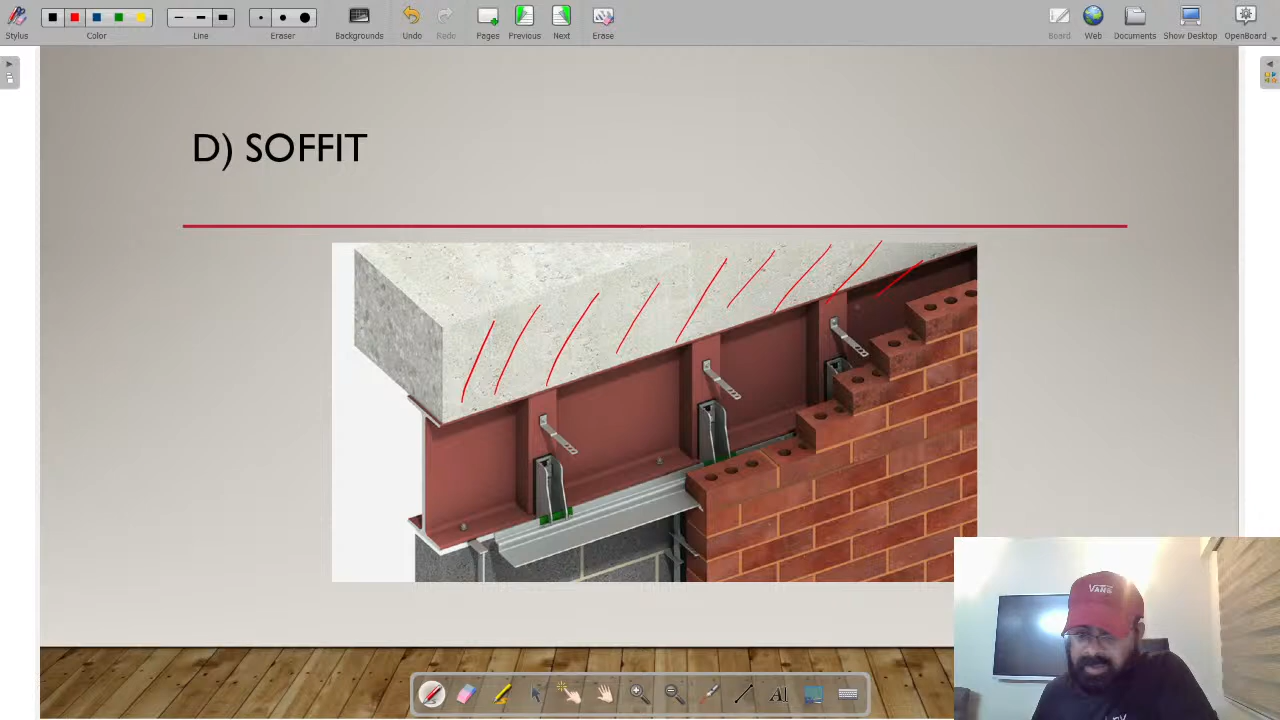 Stylus
Color
Line
Eraser
Backgrounds
Undo
Redo
Pages
Previous
Next
Erase
Board
Web
Documents
Show Desktop
OpenBoard
D) SOFFIT
AI
VANS